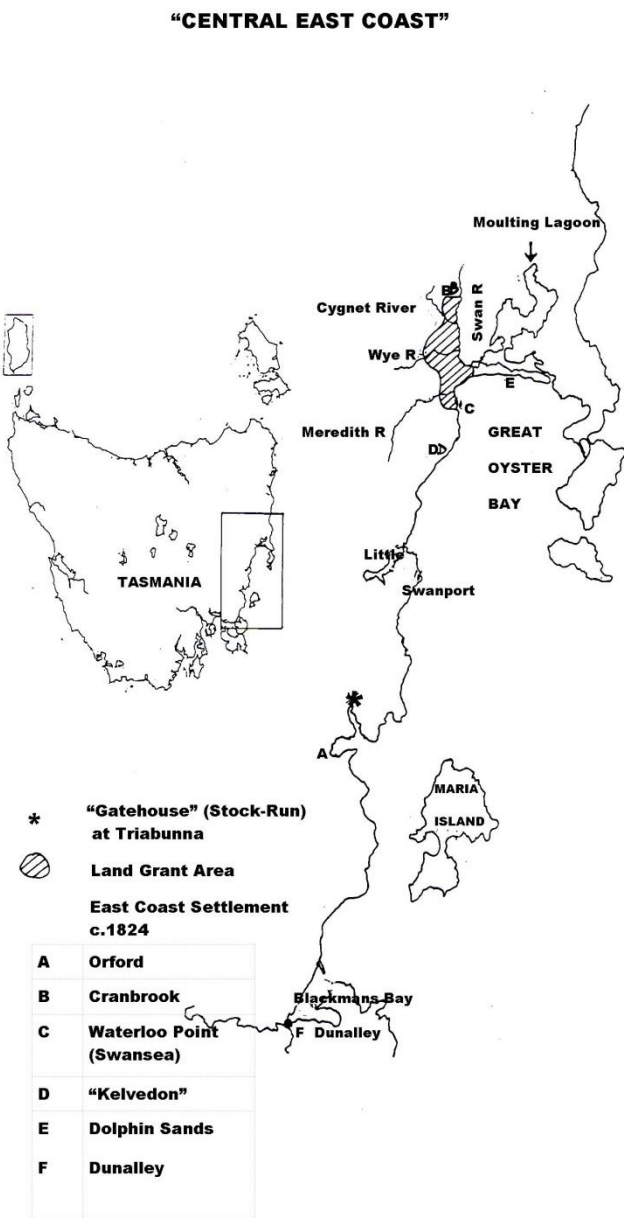 “CENTRAL EAST COAST”
Moulting Lagoon
B
Cygnet River
Swan R
Wye R
E
C
Meredith R
GREAT
D
OYSTER
BAY
Little
TASMANIA
Swanport
*
A
MARIA
ISLAND
* “Gatehouse” (Stock-Run)
at Triabunna
Land Grant Area
East Coast Settlement
c.1824
A Orford
B Cranbrook
Blackmans Bay
C Waterloo Point
(Swansea)
F Dunalley
D “Kelvedon”
E Dolphin Sands
F Dunalley